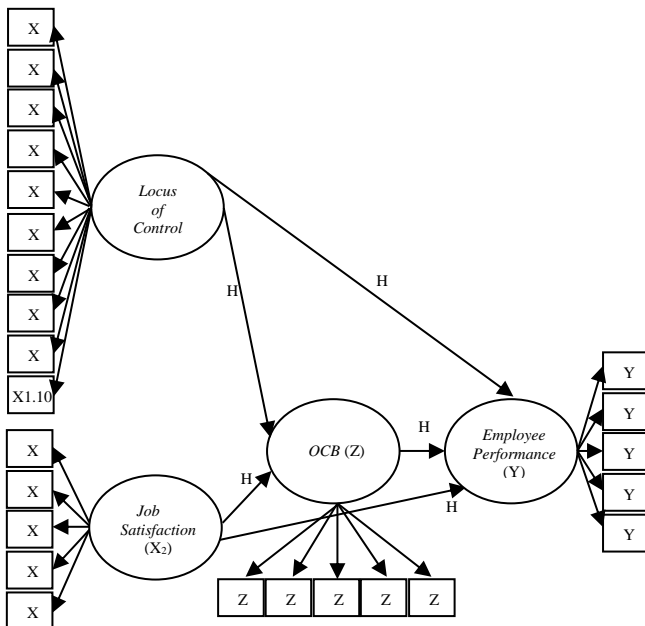 X
X
X
X
X
X
X
X
X
X1.10
Locus
of
Control
H
H
X
X
X
X
X
Job
Satisfaction
(X₂)
H
H
OCB (Z)
H
Employee
Performance
(Y)
Y
Y
Y
Y
Y
Z Z Z Z Z